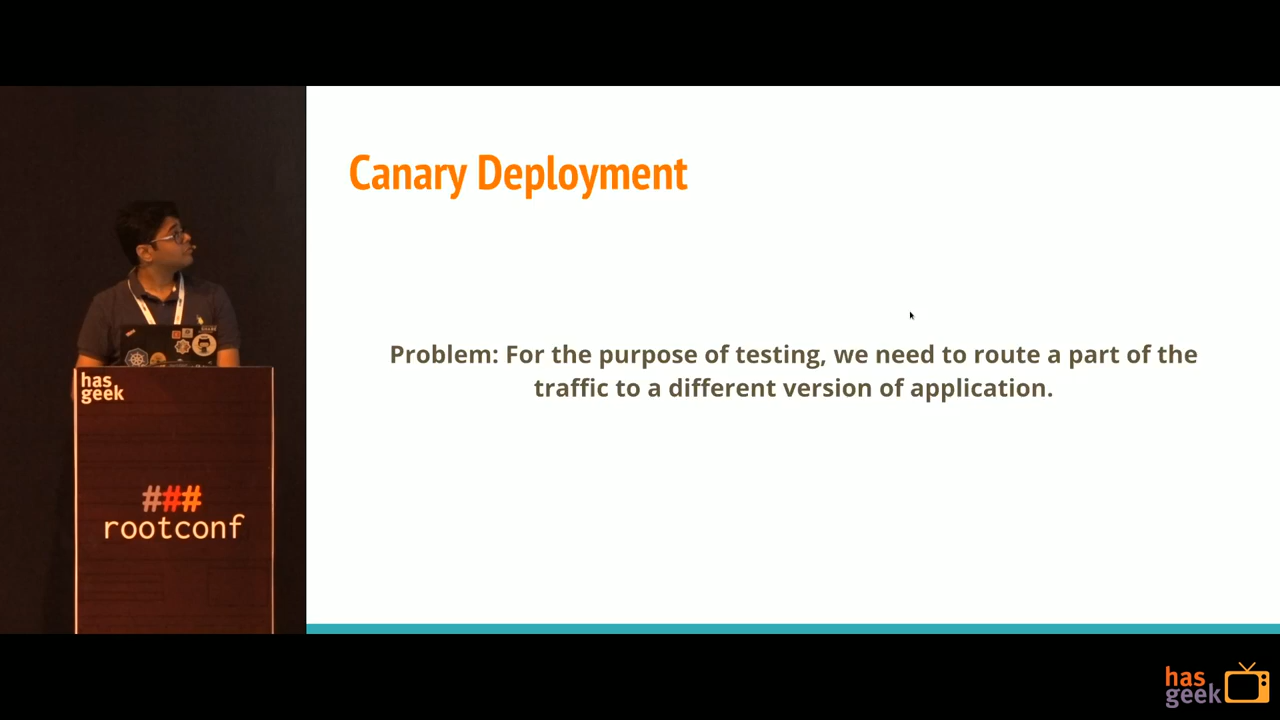 Canary Deployment
Problem: For the purpose of testing, we need to route a part of the
traffic to a different version of application.
has
geek
###
rootconf
has
geek